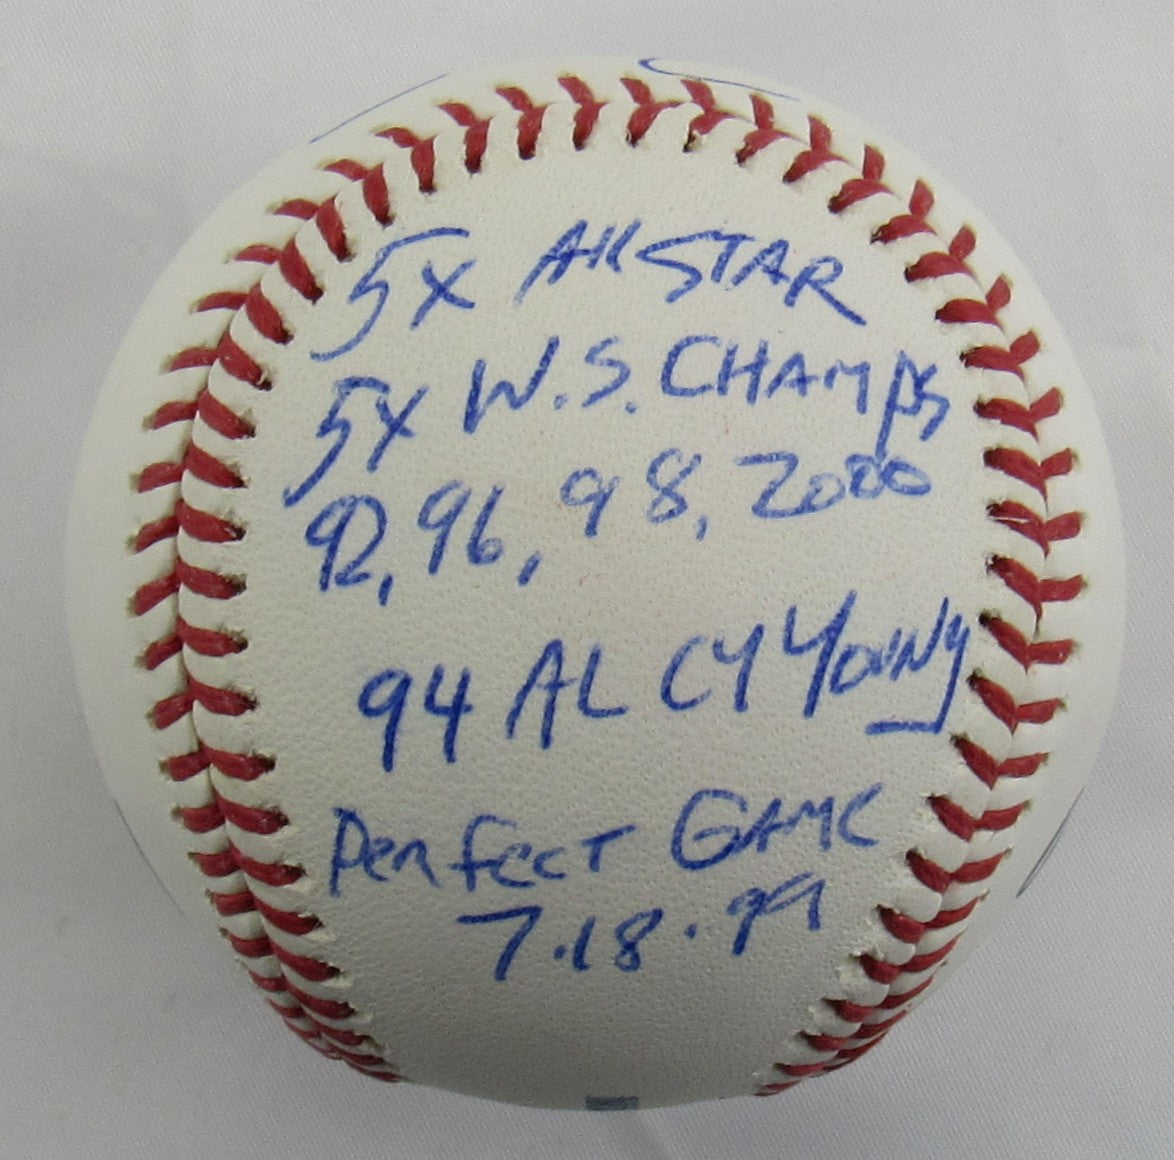 5X AllSTAR
5X W.S. CHAMPS
92, 96, 98, 2000
94 AL CY YOUNG
PerfecT GAME
7.18.99